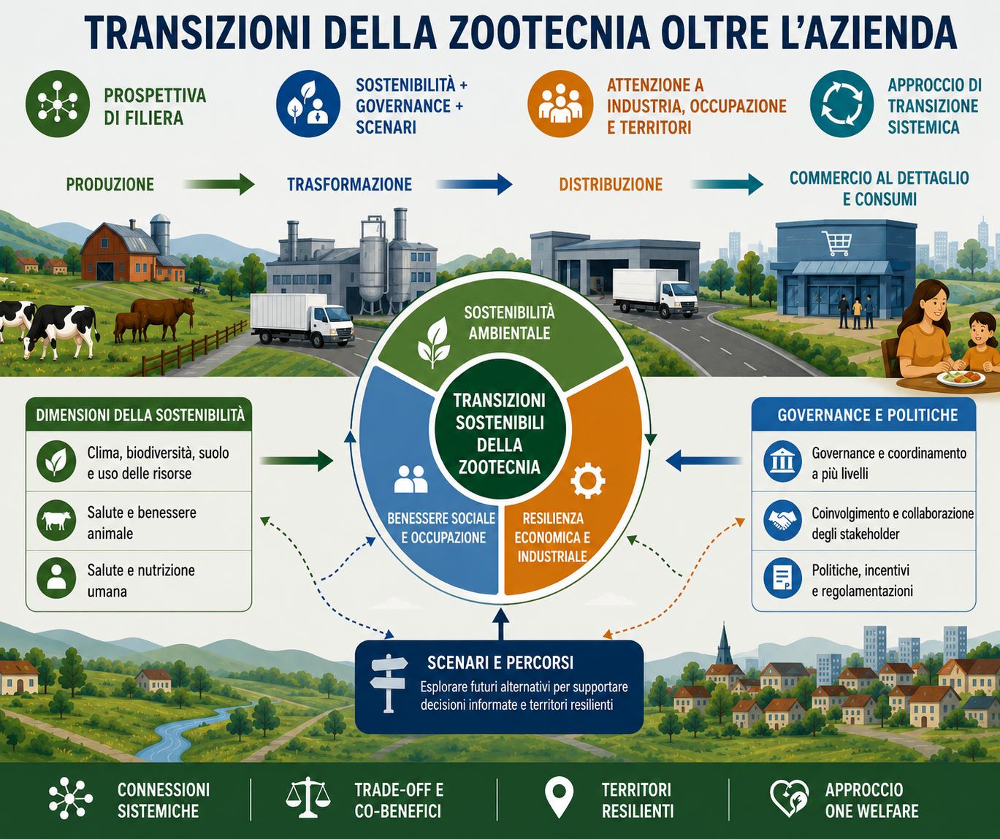 TRANSIZIONI DELLA ZOOTECNIA OLTRE L'AZIENDA
PROSPETTIVA
DI FILIERA
SOSTENIBILITÀ +
GOVERNANCE +
SCENARI
ATTENZIONE A
INDUSTRIA, OCCUPAZIONE
E TERRITORI
APPROCCIO DI
TRANSIZIONE
SISTEMICA
PRODUZIONE
TRASFORMAZIONE
DISTRIBUZIONE
COMMERCIO AL DETTAGLIO
E CONSUMI
SOSTENIBILITÀ
AMBIENTALE
TRANSIZIONI
SOSTENIBILI
DELLA
ZOOTECNIA
BENESSERE SOCIALE
E OCCUPAZIONE
RESILIENZA
ECONOMICA E
INDUSTRIALE
DIMENSIONI DELLA SOSTENIBILITÀ
Clima, biodiversità, suolo
e uso delle risorse
Salute e benessere
animale
Salute e nutrizione
umana
GOVERNANCE E POLITICHE
Governance e coordinamento
a più livelli
Coinvolgimento e collaborazione
degli stakeholder
P
Politiche, incentivi
e regolamentazioni
SCENARI E PERCORSI
Esplorare futuri alternativi per supportare
decisioni informate e territori resilienti
CONNESSIONI
SISTEMICHE
TRADE-OFF E
CO-BENEFICI
TERRITORI
RESILIENTI
APPROCCIO
ONE WELFARE